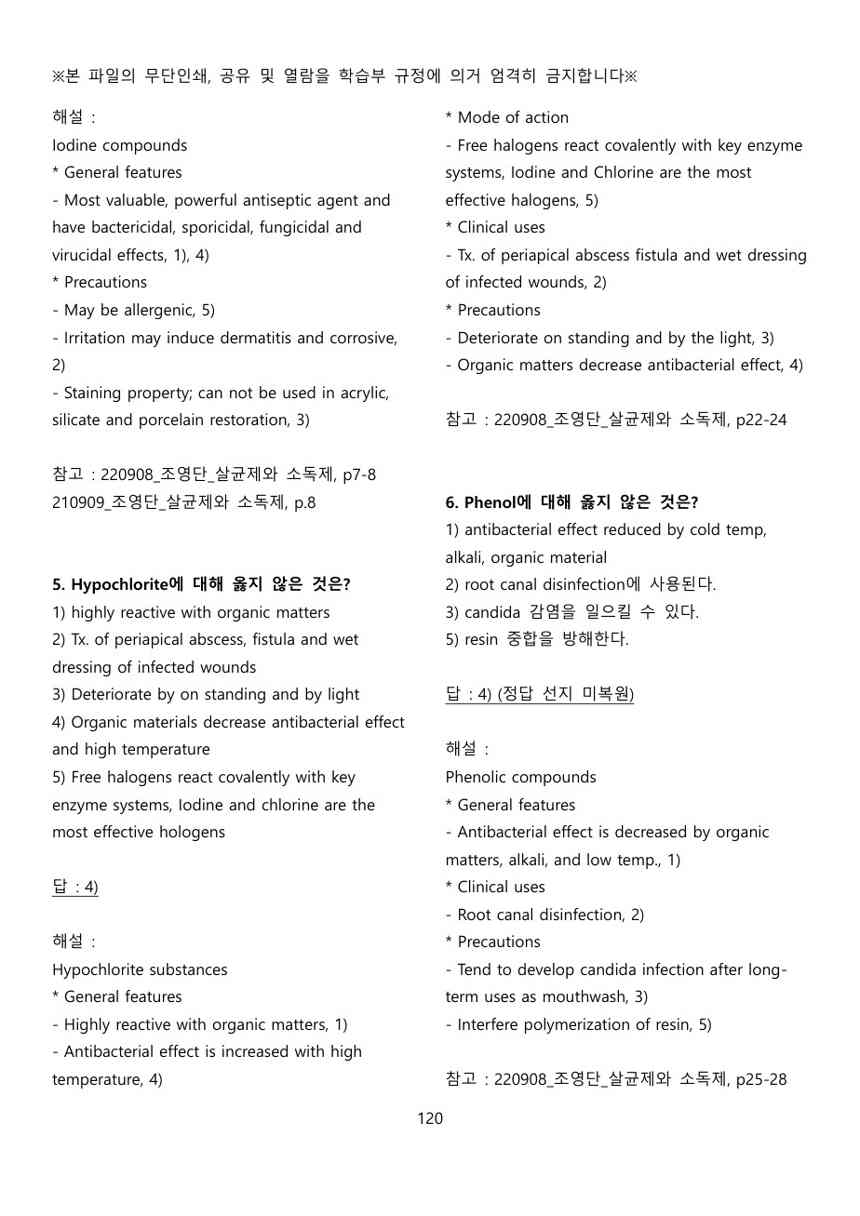 ※본 파일의 무단인쇄, 공유 및 열람을 학습부 규정에 의거 엄격히 금지합니다※
해설 :
Iodine compounds
* General features
- Most valuable, powerful antiseptic agent and
have bactericidal, sporicidal, fungicidal and
virucidal effects, 1), 4)
* Precautions
- May be allergenic, 5)
- Irritation may induce dermatitis and corrosive,
2)
- Staining property; can not be used in acrylic,
silicate and porcelain restoration, 3)
참고 : 220908_조영단_살균제와 소독제, p7-8
210909_조영단_살균제와 소독제, p.8
5. Hypochlorite에 대해 옳지 않은 것은?
1) highly reactive with organic matters
2) Tx. of periapical abscess, fistula and wet
dressing of infected wounds
3) Deteriorate by on standing and by light
4) Organic materials decrease antibacterial effect
and high temperature
5) Free halogens react covalently with key
enzyme systems, Iodine and chlorine are the
most effective hologens
답 : 4)
해설 :
Hypochlorite substances
* General features
- Highly reactive with organic matters, 1)
- Antibacterial effect is increased with high
temperature, 4)
* Mode of action
- Free halogens react covalently with key enzyme
systems, Iodine and Chlorine are the most
effective halogens, 5)
* Clinical uses
- Tx. of periapical abscess fistula and wet dressing
of infected wounds, 2)
* Precautions
- Deteriorate on standing and by the light, 3)
- Organic matters decrease antibacterial effect, 4)
참고 : 220908_조영단_살균제와 소독제, p22-24
6. Phenol에 대해 옳지 않은 것은?
1) antibacterial effect reduced by cold temp,
alkali, organic material
2) root canal disinfection에 사용된다.
3) candida 감염을 일으킬 수 있다.
5) resin 중합을 방해한다.
답 : 4) (정답 선지 미복원)
해설 :
Phenolic compounds
* General features
- Antibacterial effect is decreased by organic
matters, alkali, and low temp., 1)
* Clinical uses
- Root canal disinfection, 2)
* Precautions
- Tend to develop candida infection after long-
term uses as mouthwash, 3)
- Interfere polymerization of resin, 5)
참고 : 220908_조영단_살균제와 소독제, p25-28
120